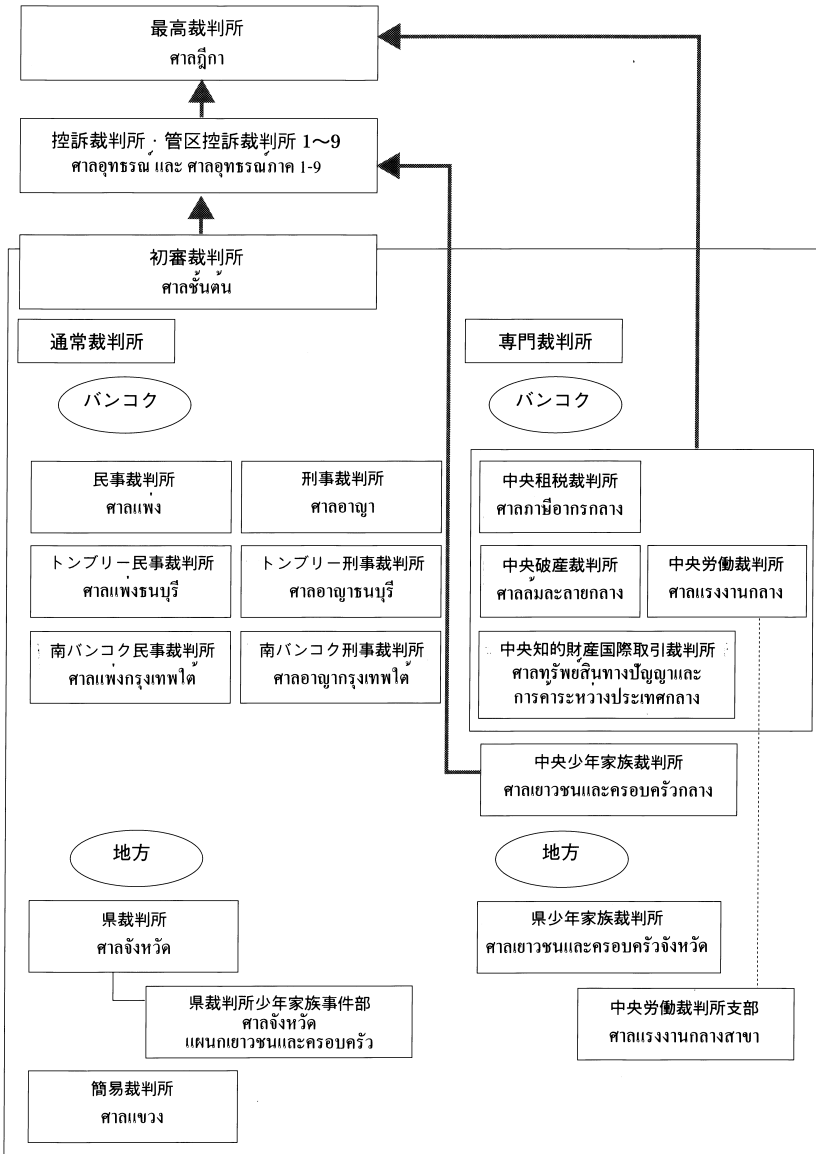 最高裁判所
ศาลฎีกา
控訴裁判所・管区控訴裁判所 1〜9
ศาลอุทธรณ์ และ ศาลอุทธรณ์ภาค 1-9
初審裁判所
ศาลชั้นต้น
通常裁判所
バンコク
民事裁判所
ศาลแพ่ง
刑事裁判所
ศาลอาญา
トンブリー民事裁判所
ศาลแพ่งธนบุรี
トンブリー刑事裁判所
ศาลอาญาธนบุรี
南バンコク民事裁判所
ศาลแพ่งกรุงเทพใต้
南バンコク刑事裁判所
ศาลอาญากรุงเทพใต้
地方
県裁判所
ศาลจังหวัด
県裁判所少年家族事件部
ศาลจังหวัด
แผนกเยาวชนและครอบครัว
簡易裁判所
ศาลแขวง
専門裁判所
バンコク
中央租税裁判所
ศาลภาษีอากรกลาง
中央破産裁判所
ศาลล้มละลายกลาง
中央労働裁判所
ศาลแรงงานกลาง
中央知的財産国際取引裁判所
ศาลทรัพย์สินทางปัญญาและ
การค้าระหว่างประเทศกลาง
中央少年家族裁判所
ศาลเยาวชนและครอบครัวกลาง
地方
県少年家族裁判所
ศาลเยาวชนและครอบครัวจังหวัด
中央労働裁判所支部
ศาลแรงงานกลางสาขา